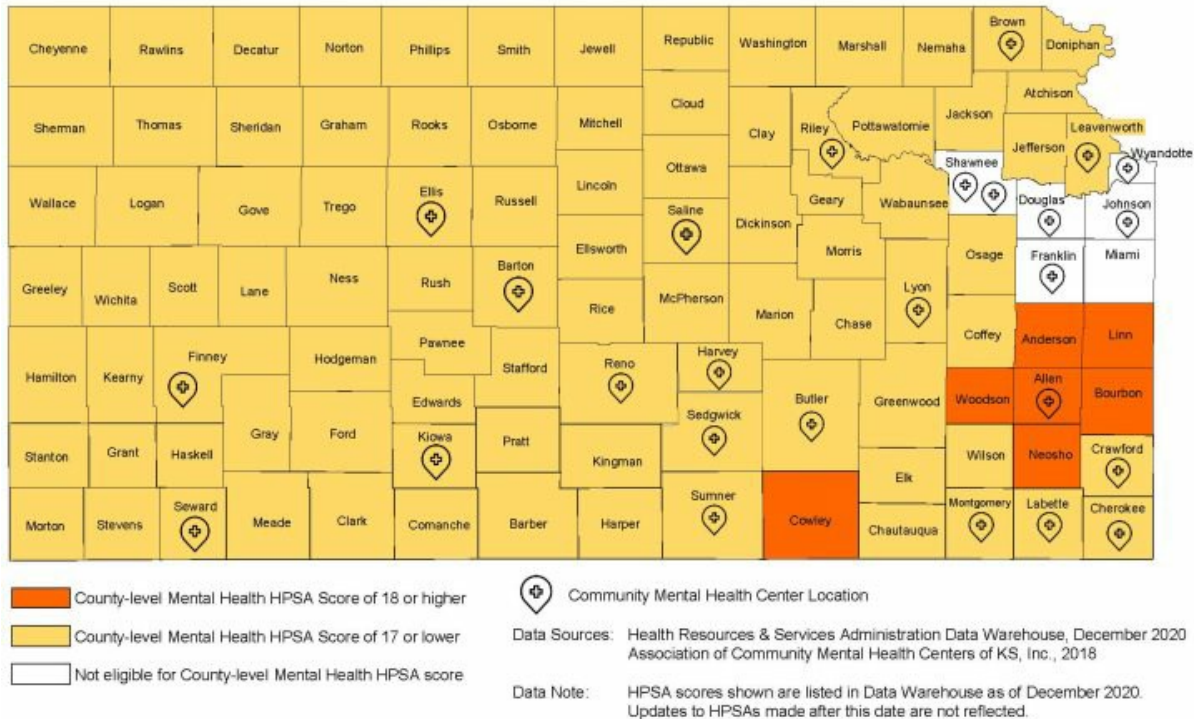 Cheyenne
Rawlins
Decatur
Norton
Phillips
Smith
Jewell
Republic
Washington
Marshall
Nemaha
Brown
Doniphan
Sherman
Thomas
Sheridan
Graham
Rooks
Osborne
Mitchell
Cloud
Clay
Riley
Pottawatomie
Jackson
Atchison
Jefferson
Leavenworth
Wyandotte
Wallace
Logan
Gove
Trego
Ellis
Russell
Lincoln
Ottawa
Saline
Dickinson
Geary
Wabaunsee
Shawnee
Douglas
Johnson
Ellsworth
Morris
Osage
Franklin
Miami
Greeley
Wichita
Scott
Lane
Ness
Rush
Barton
Rice
McPherson
Marion
Chase
Lyon
Coffey
Anderson
Linn
Hamilton
Kearny
Finney
Hodgeman
Pawnee
Stafford
Reno
Harvey
Butler
Greenwood
Woodson
Allen
Bourbon
Edwards
Sedgwick
Stanton
Grant
Haskell
Gray
Ford
Kiowa
Pratt
Kingman
Elk
Wilson
Neosho
Crawford
Morton
Stevens
Seward
Meade
Clark
Comanche
Barber
Harper
Sumner
Cowley
Chautauqua
Montgomery
Labette
Cherokee
County-level Mental Health HPSA Score of 18 or higher
County-level Mental Health HPSA Score of 17 or lower
Not eligible for County-level Mental Health HPSA score
Community Mental Health Center Location
Data Sources: Health Resources & Services Administration Data Warehouse, December 2020
Association of Community Mental Health Centers of KS, Inc., 2018
Data Note: HPSA scores shown are listed in Data Warehouse as of December 2020.
Updates to HPSAs made after this date are not reflected.